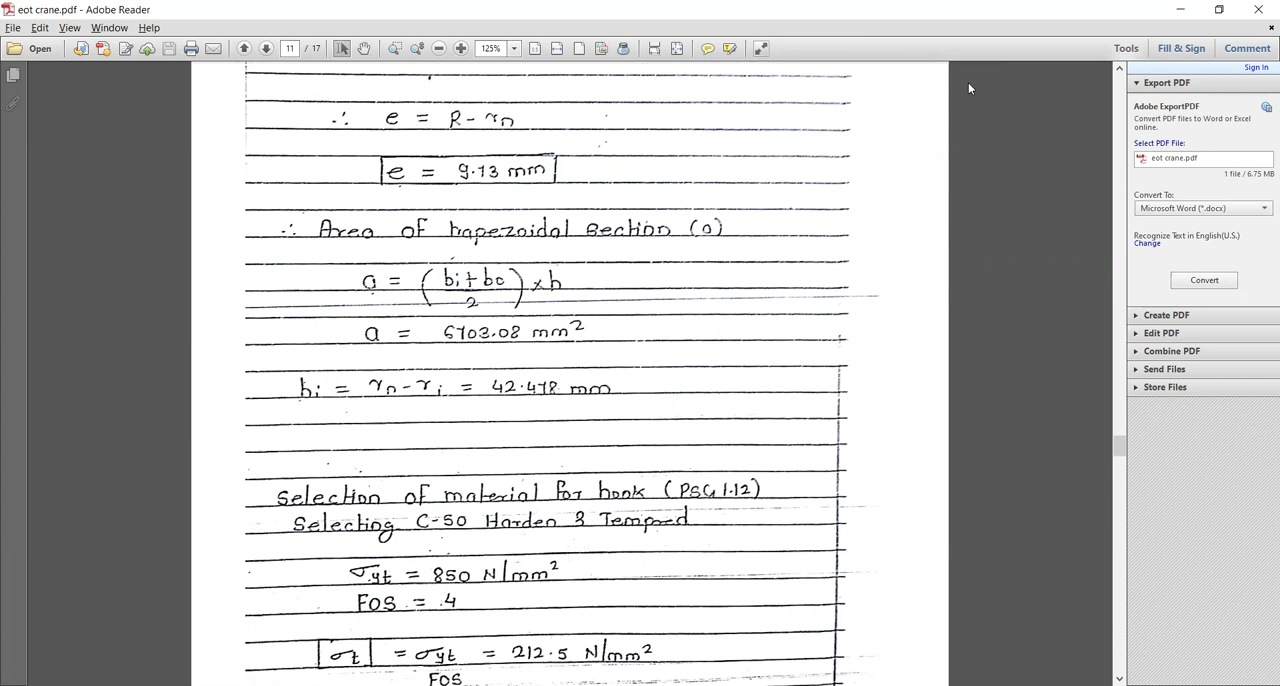 eot crane.pdf - Adobe Reader
File Edit View Window Help
Open 11 / 17 125% Tools Fill & Sign Comment
Sign In
Export PDF
Adobe ExportPDF
Convert PDF files to Word or Excel online.
Select PDF File:
eot crane.pdf
1 file / 6.75 MB
Convert To:
Microsoft Word (*.docx)
Recognize Text in English(U.S.)
Change
Convert
Create PDF
Edit PDF
Combine PDF
Send Files
Store Files
∴ e = R - rn
e = 9.13 mm
∴ Area of trapezoidal section (a)
a = (bi + bo / 2) × h
a = 6703.08 mm²
hi = rn - ri = 42.478 mm
Selection of material for hook (PSG 1.12)
Selecting C-50 Harden & Tempred
σyt = 850 N/mm²
FOS = 4
σt = σyt / FOS = 212.5 N/mm²